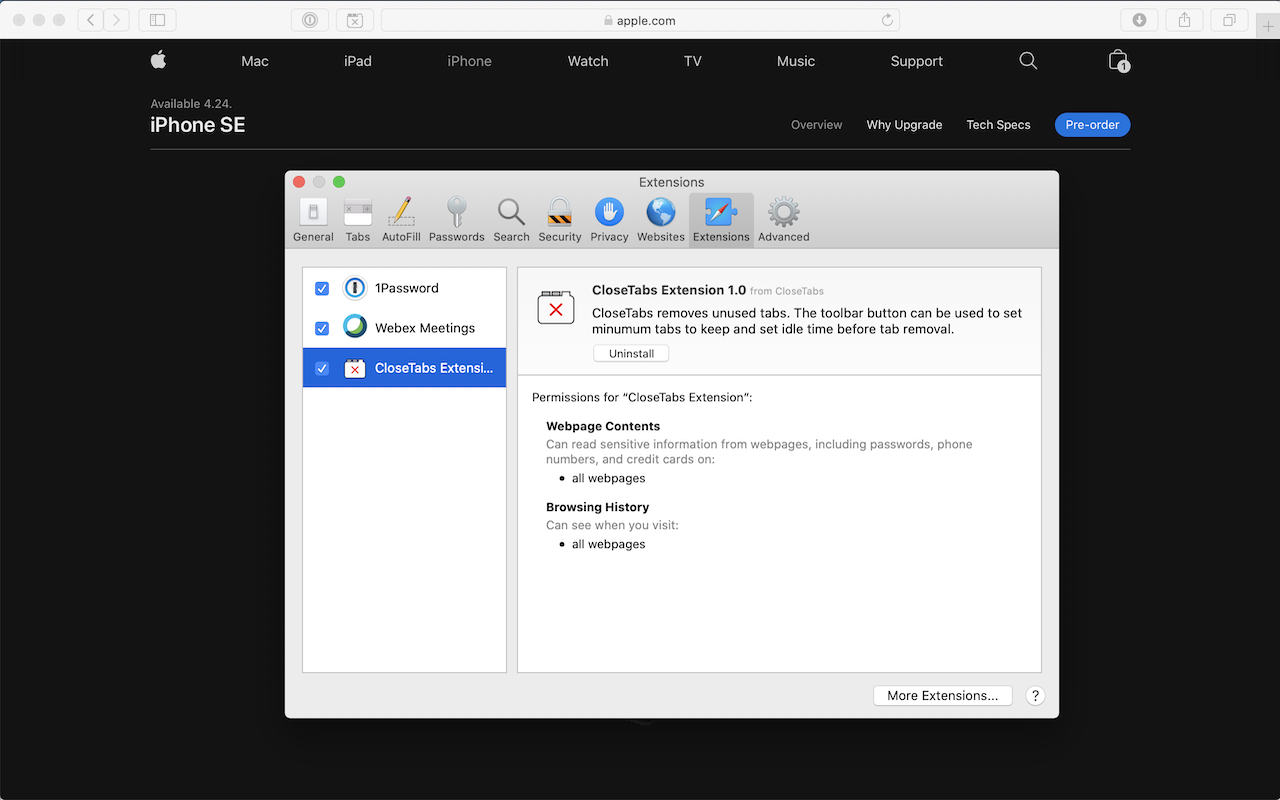 apple.com
Mac iPad iPhone Watch TV Music Support
1
Available 4.24.
iPhone SE
Overview Why Upgrade Tech Specs Pre-order
Extensions
General Tabs AutoFill Passwords Search Security Privacy Websites Extensions Advanced
1Password
Webex Meetings
CloseTabs Extensi...
CloseTabs Extension 1.0 from CloseTabs
CloseTabs removes unused tabs. The toolbar button can be used to set
minumum tabs to keep and set idle time before tab removal.
Uninstall
Permissions for “CloseTabs Extension”:
Webpage Contents
Can read sensitive information from webpages, including passwords, phone
numbers, and credit cards on:
• all webpages
Browsing History
Can see when you visit:
• all webpages
More Extensions... ?